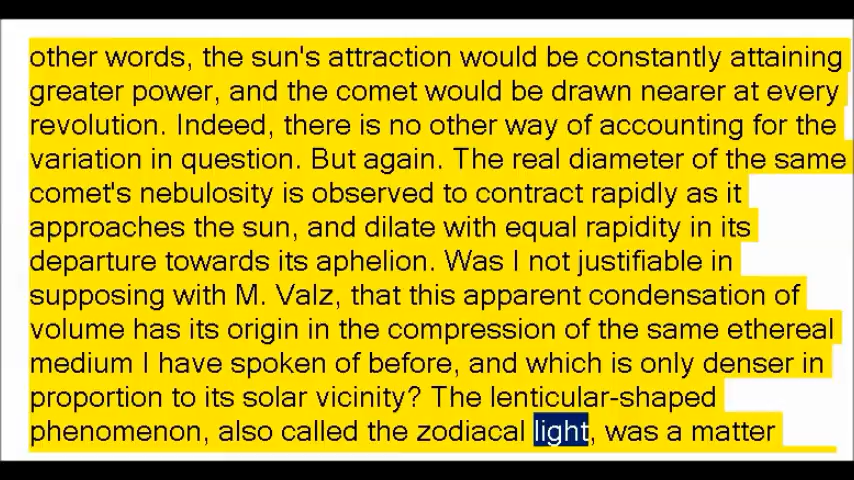 other words, the sun's attraction would be constantly attaining
greater power, and the comet would be drawn nearer at every
revolution. Indeed, there is no other way of accounting for the
variation in question. But again. The real diameter of the same
comet's nebulosity is observed to contract rapidly as it
approaches the sun, and dilate with equal rapidity in its
departure towards its aphelion. Was I not justifiable in
supposing with M. Valz, that this apparent condensation of
volume has its origin in the compression of the same ethereal
medium I have spoken of before, and which is only denser in
proportion to its solar vicinity? The lenticular-shaped
phenomenon, also called the zodiacal light, was a matter